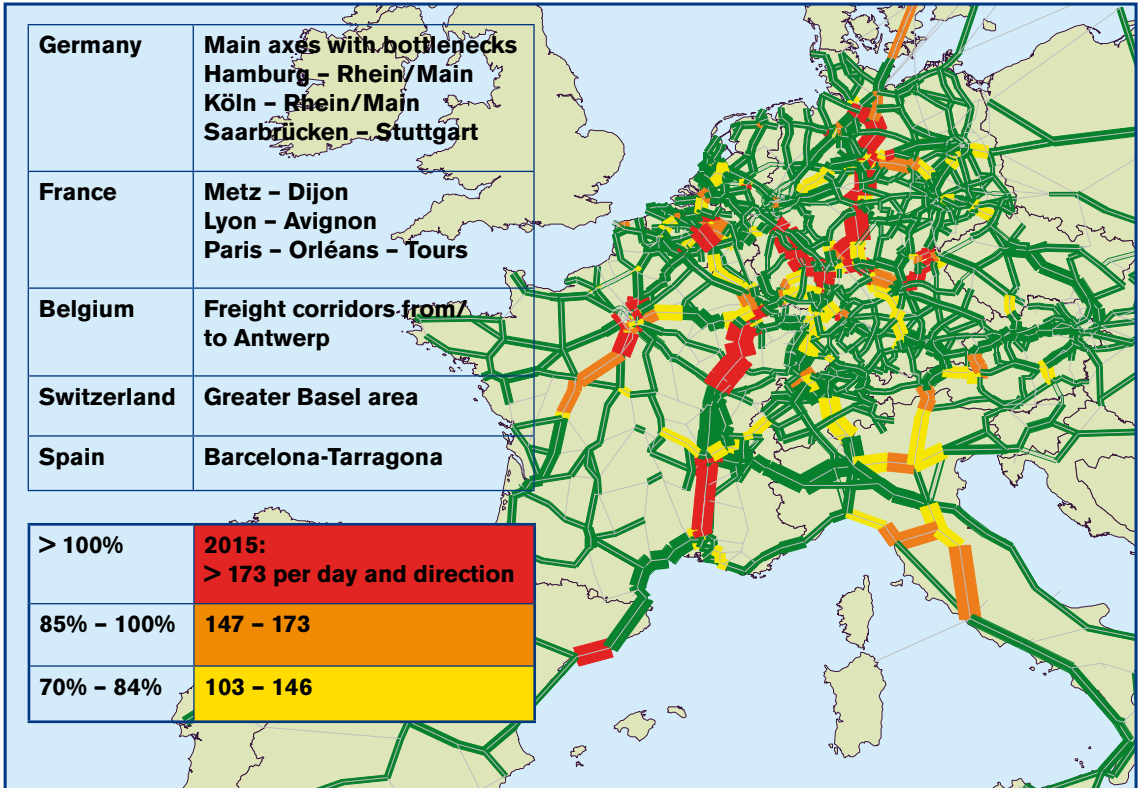 Germany
Main axes with bottlenecks
Hamburg – Rhein/Main
Köln – Rhein/Main
Saarbrücken – Stuttgart
France
Metz – Dijon
Lyon – Avignon
Paris – Orléans – Tours
Belgium
Freight corridors from/
to Antwerp
Switzerland
Greater Basel area
Spain
Barcelona-Tarragona
> 100%
2015:
> 173 per day and direction
85% – 100%
147 – 173
70% – 84%
103 – 146